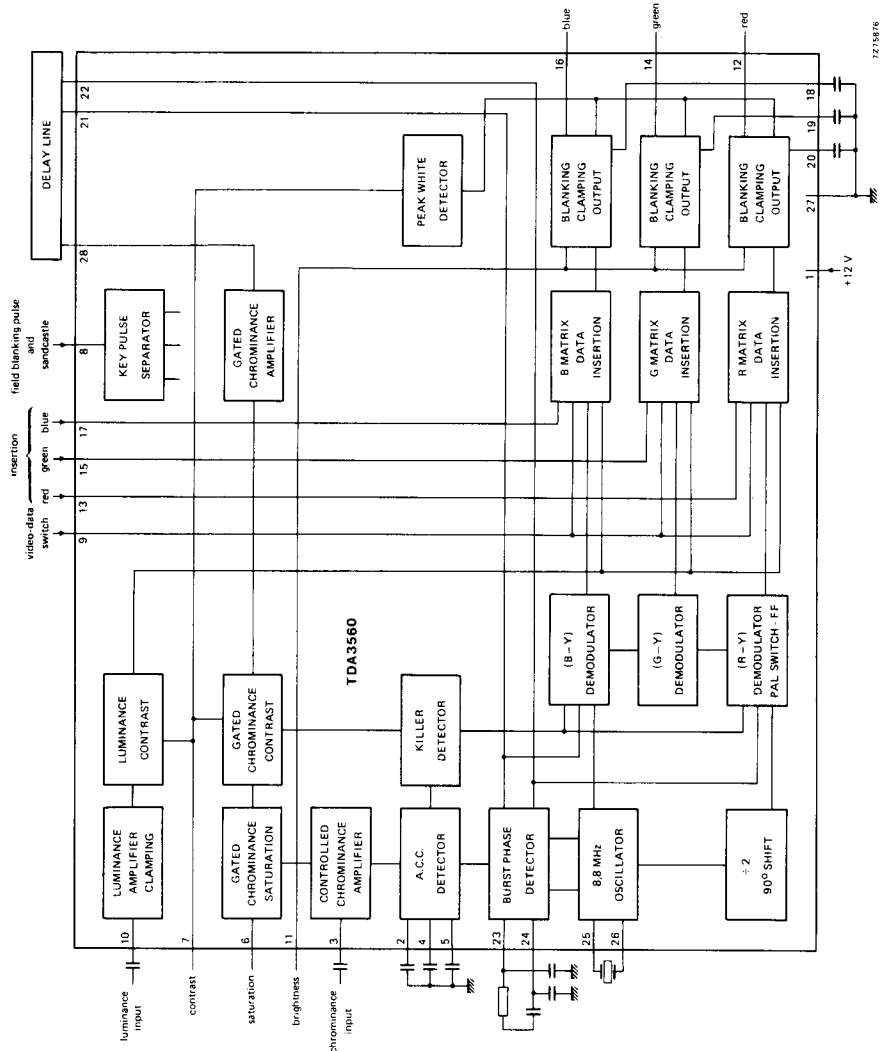 DELAY LINE
field blanking pulse
and
sandcastle
insertion
blue
green
red
video-data
switch
28
21
22
8
17
15
13
9
KEY PULSE
SEPARATOR
GATED
CHROMINANCE
AMPLIFIER
PEAK WHITE
DETECTOR
BLANKING
CLAMPING
OUTPUT
BLANKING
CLAMPING
OUTPUT
BLANKING
CLAMPING
OUTPUT
16
blue
14
green
12
red
18
19
20
27
1
+12 V
B MATRIX
DATA
INSERTION
G MATRIX
DATA
INSERTION
R MATRIX
DATA
INSERTION
TDA3560
LUMINANCE
CONTRAST
GATED
CHROMINANCE
CONTRAST
KILLER
DETECTOR
(B–Y)
DEMODULATOR
(G–Y)
DEMODULATOR
(R–Y)
DEMODULATOR
PAL SWITCH - FF
LUMINANCE
AMPLIFIER
CLAMPING
GATED
CHROMINANCE
SATURATION
CONTROLLED
CHROMINANCE
AMPLIFIER
A.C.C.
DETECTOR
BURST PHASE
DETECTOR
8,8 MHz
OSCILLATOR
÷ 2
90° SHIFT
10
7
6
11
3
2
4
5
23
24
25
26
luminance
input
contrast
saturation
brightness
chrominance
input
7Z75876